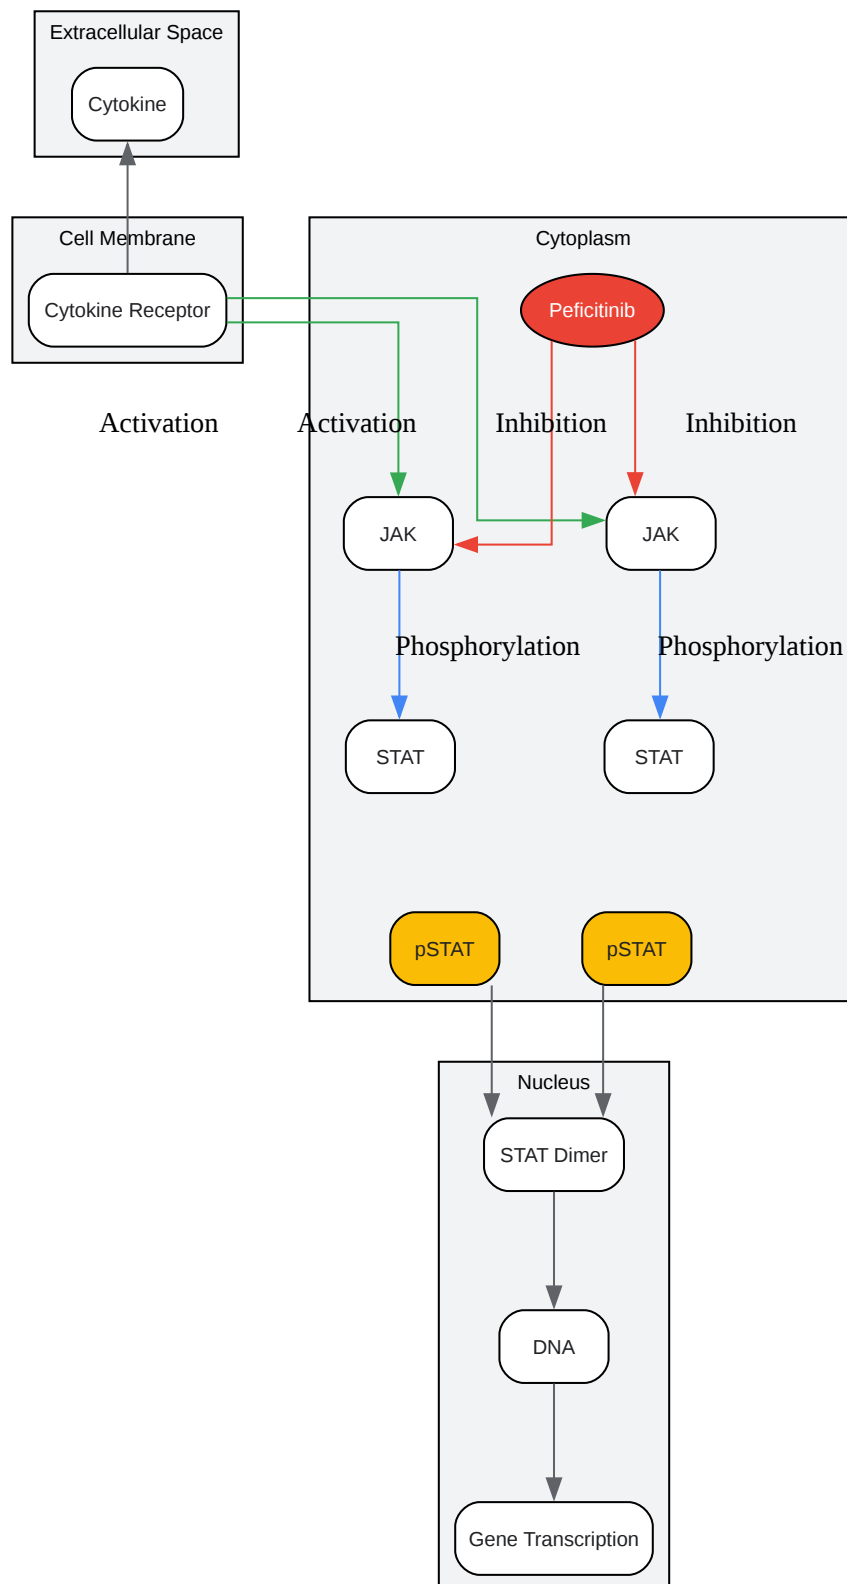 Extracellular Space
Cytokine
Cell Membrane
Cytokine Receptor
Cytoplasm
Peficitinib
Activation
Activation
Inhibition
Inhibition
JAK
JAK
Phosphorylation
Phosphorylation
STAT
STAT
pSTAT
pSTAT
Nucleus
STAT Dimer
DNA
Gene Transcription